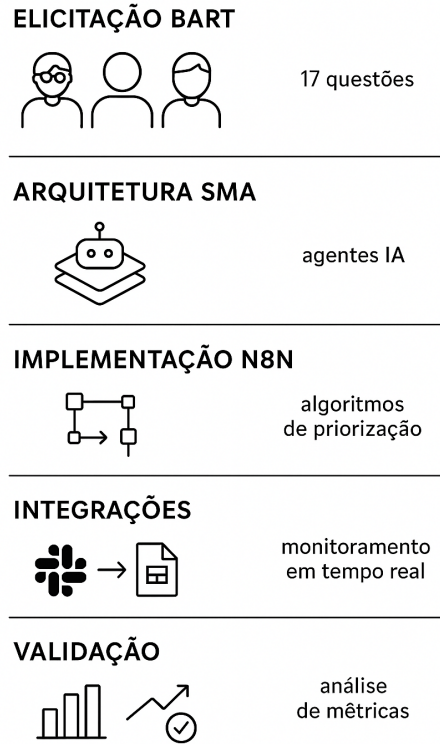 ELICITAÇÃO BART
17 questões
ARQUITETURA SMA
agentes IA
IMPLEMENTAÇÃO N8N
algoritmos
de priorização
INTEGRAÇÕES
monitoramento
em tempo real
VALIDAÇÃO
análise
de mêtricas